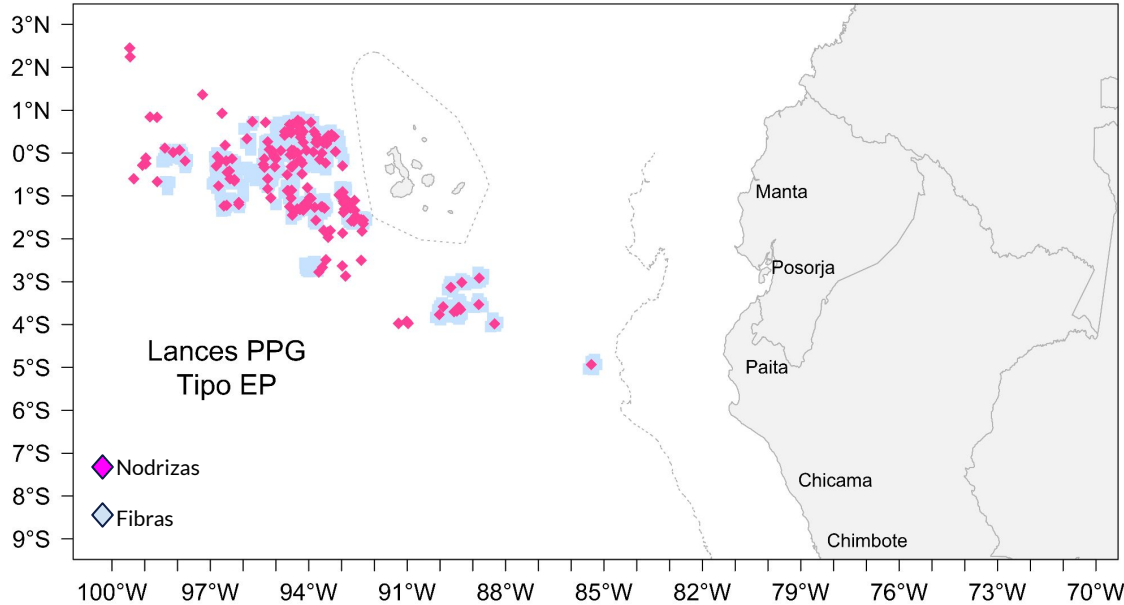 3°N
2°N
1°N
0°S
1°S
2°S
3°S
4°S
5°S
6°S
7°S
8°S
9°S
Manta
Posorja
Paita
Chicama
Chimbote
Lances PPG
Tipo EP
Nodrizas
Fibras
100°W 97°W 94°W 91°W 88°W 85°W 82°W 79°W 76°W 73°W 70°W